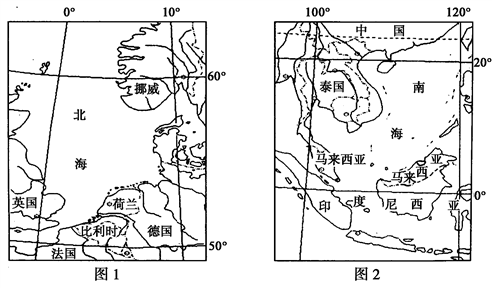 0°
10°
60°
挪威
北
海
英国
荷兰
比利时
德国
法国
50°
图1
100°
120°
中国
20°
泰国
南
海
马来西亚
马来西亚
0°
印度尼西亚
图2